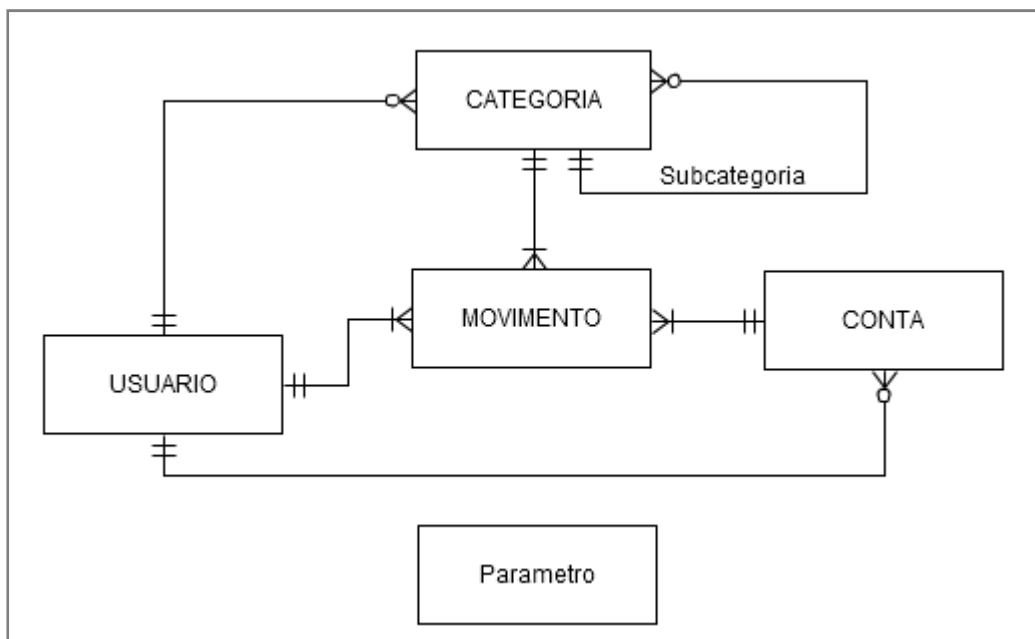 CATEGORIA
Subcategoria
MOVIMENTO
CONTA
USUARIO
Parametro